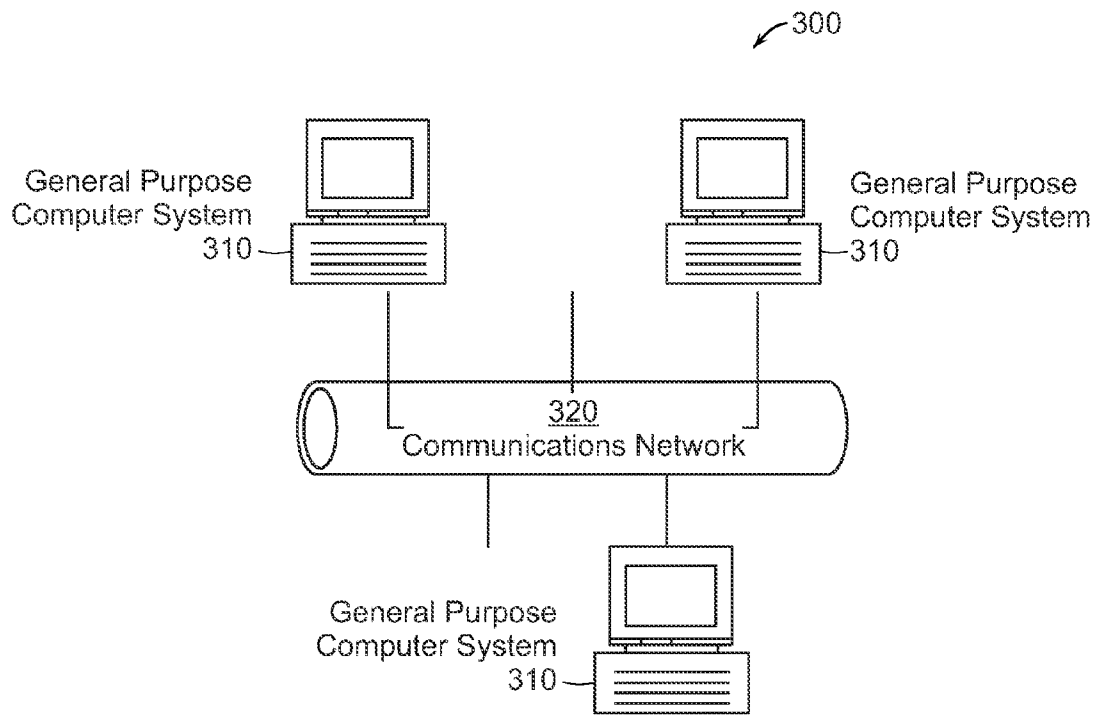 300
General Purpose
Computer System
310
General Purpose
Computer System
310
320
Communications Network
General Purpose
Computer System
310